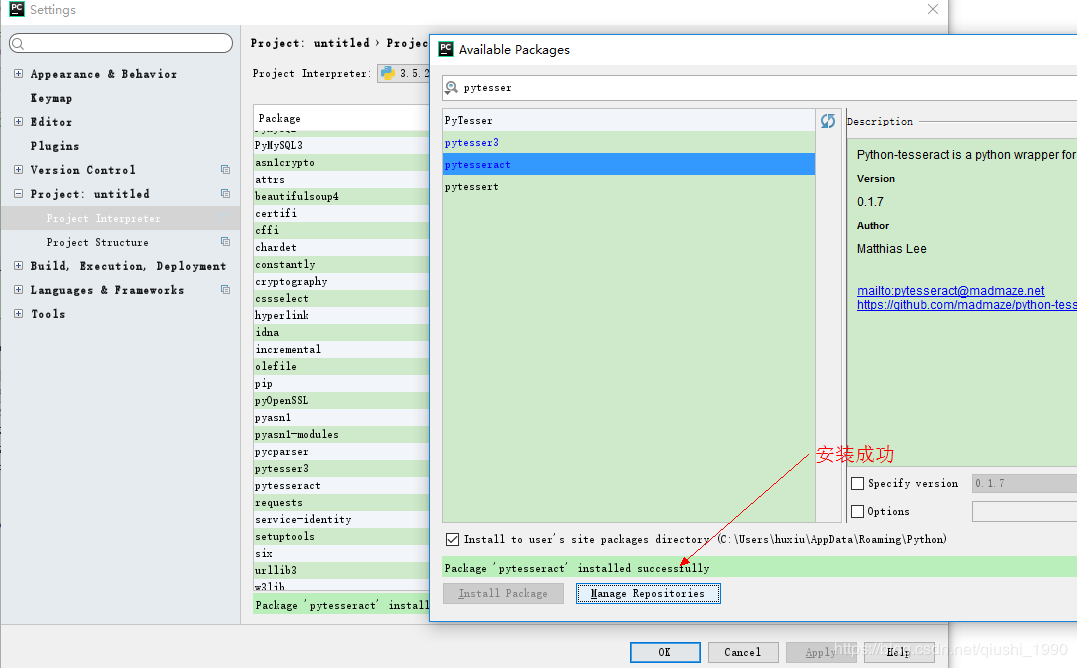 PC Settings
Appearance & Behavior
Keymap
Editor
Plugins
Version Control
Project: untitled
Project Interpreter
Project Structure
Build, Execution, Deployment
Languages & Frameworks
Tools
Project: untitled › Projec
Project Interpreter: 3.5.2
Package
PyMySQL
PyMySQL3
asn1crypto
attrs
beautifulsoup4
certifi
cffi
chardet
constantly
cryptography
cssselect
hyperlink
idna
incremental
olefile
pip
pyOpenSSL
pyasn1
pyasn1-modules
pycparser
pytesser3
pytesseract
requests
service-identity
setuptools
six
urllib3
w3lib
Package 'pytesseract' install
PC Available Packages
pytesser
PyTesser
pytesser3
pytesseract
pytessert
Description
Python-tesseract is a python wrapper for
Version
0.1.7
Author
Matthias Lee
mailto:pytesseract@madmaze.net
https://github.com/madmaze/python-tess
安装成功
Specify version 0.1.7
Options
Install to user's site packages directory (C:\Users\huxiu\AppData\Roaming\Python)
Package 'pytesseract' installed successfully
Install Package Manage Repositories
OK Cancel Apply Help
https://blog.csdn.net/qiushi_1990